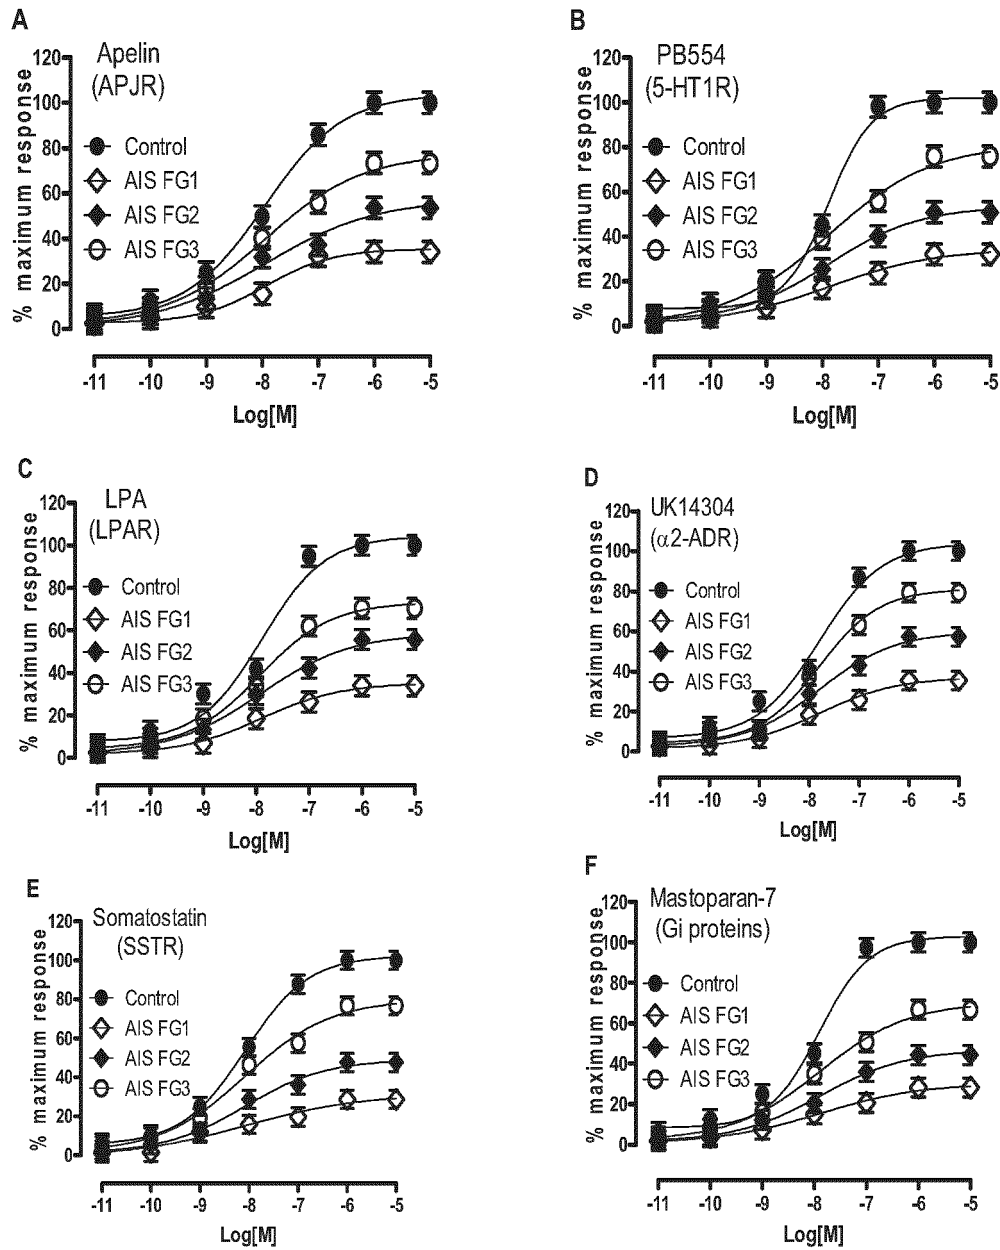 A
Apelin
(APJR)
% maximum response
120
100
80
60
40
20
0
Control
AIS FG1
AIS FG2
AIS FG3
-11 -10 -9 -8 -7 -6 -5
Log[M]
B
PB554
(5-HT1R)
% maximum response
120
100
80
60
40
20
0
Control
AIS FG1
AIS FG2
AIS FG3
-11 -10 -9 -8 -7 -6 -5
Log[M]
C
LPA
(LPAR)
% maximum response
120
100
80
60
40
20
0
Control
AIS FG1
AIS FG2
AIS FG3
-11 -10 -9 -8 -7 -6 -5
Log[M]
D
UK14304
(α2-ADR)
% maximum response
120
100
80
60
40
20
0
Control
AIS FG1
AIS FG2
AIS FG3
-11 -10 -9 -8 -7 -6 -5
Log[M]
E
Somatostatin
(SSTR)
% maximum response
120
100
80
60
40
20
0
Control
AIS FG1
AIS FG2
AIS FG3
-11 -10 -9 -8 -7 -6 -5
Log[M]
F
Mastoparan-7
(Gi proteins)
% maximum response
120
100
80
60
40
20
0
Control
AIS FG1
AIS FG2
AIS FG3
-11 -10 -9 -8 -7 -6 -5
Log[M]